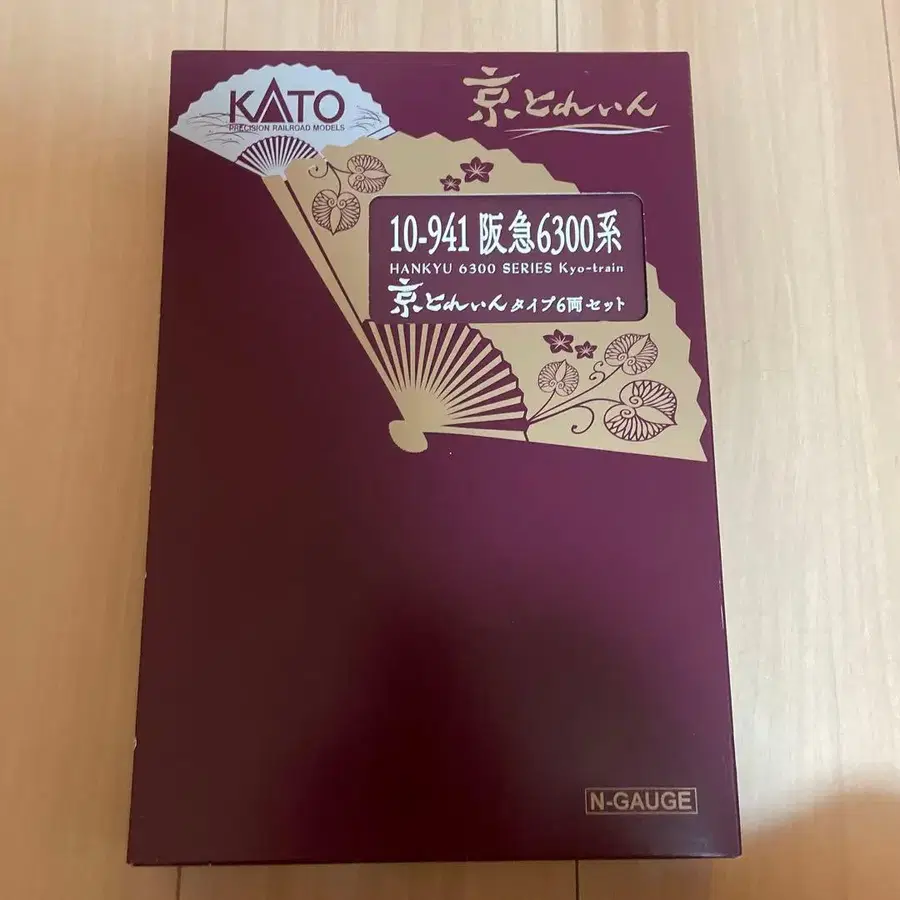 KATO
PRECISION RAILROAD MODELS
京とれいん
10-941 阪急6300系
HANKYU 6300 SERIES Kyo-train
京とれいんタイプ6両セット
N-GAUGE